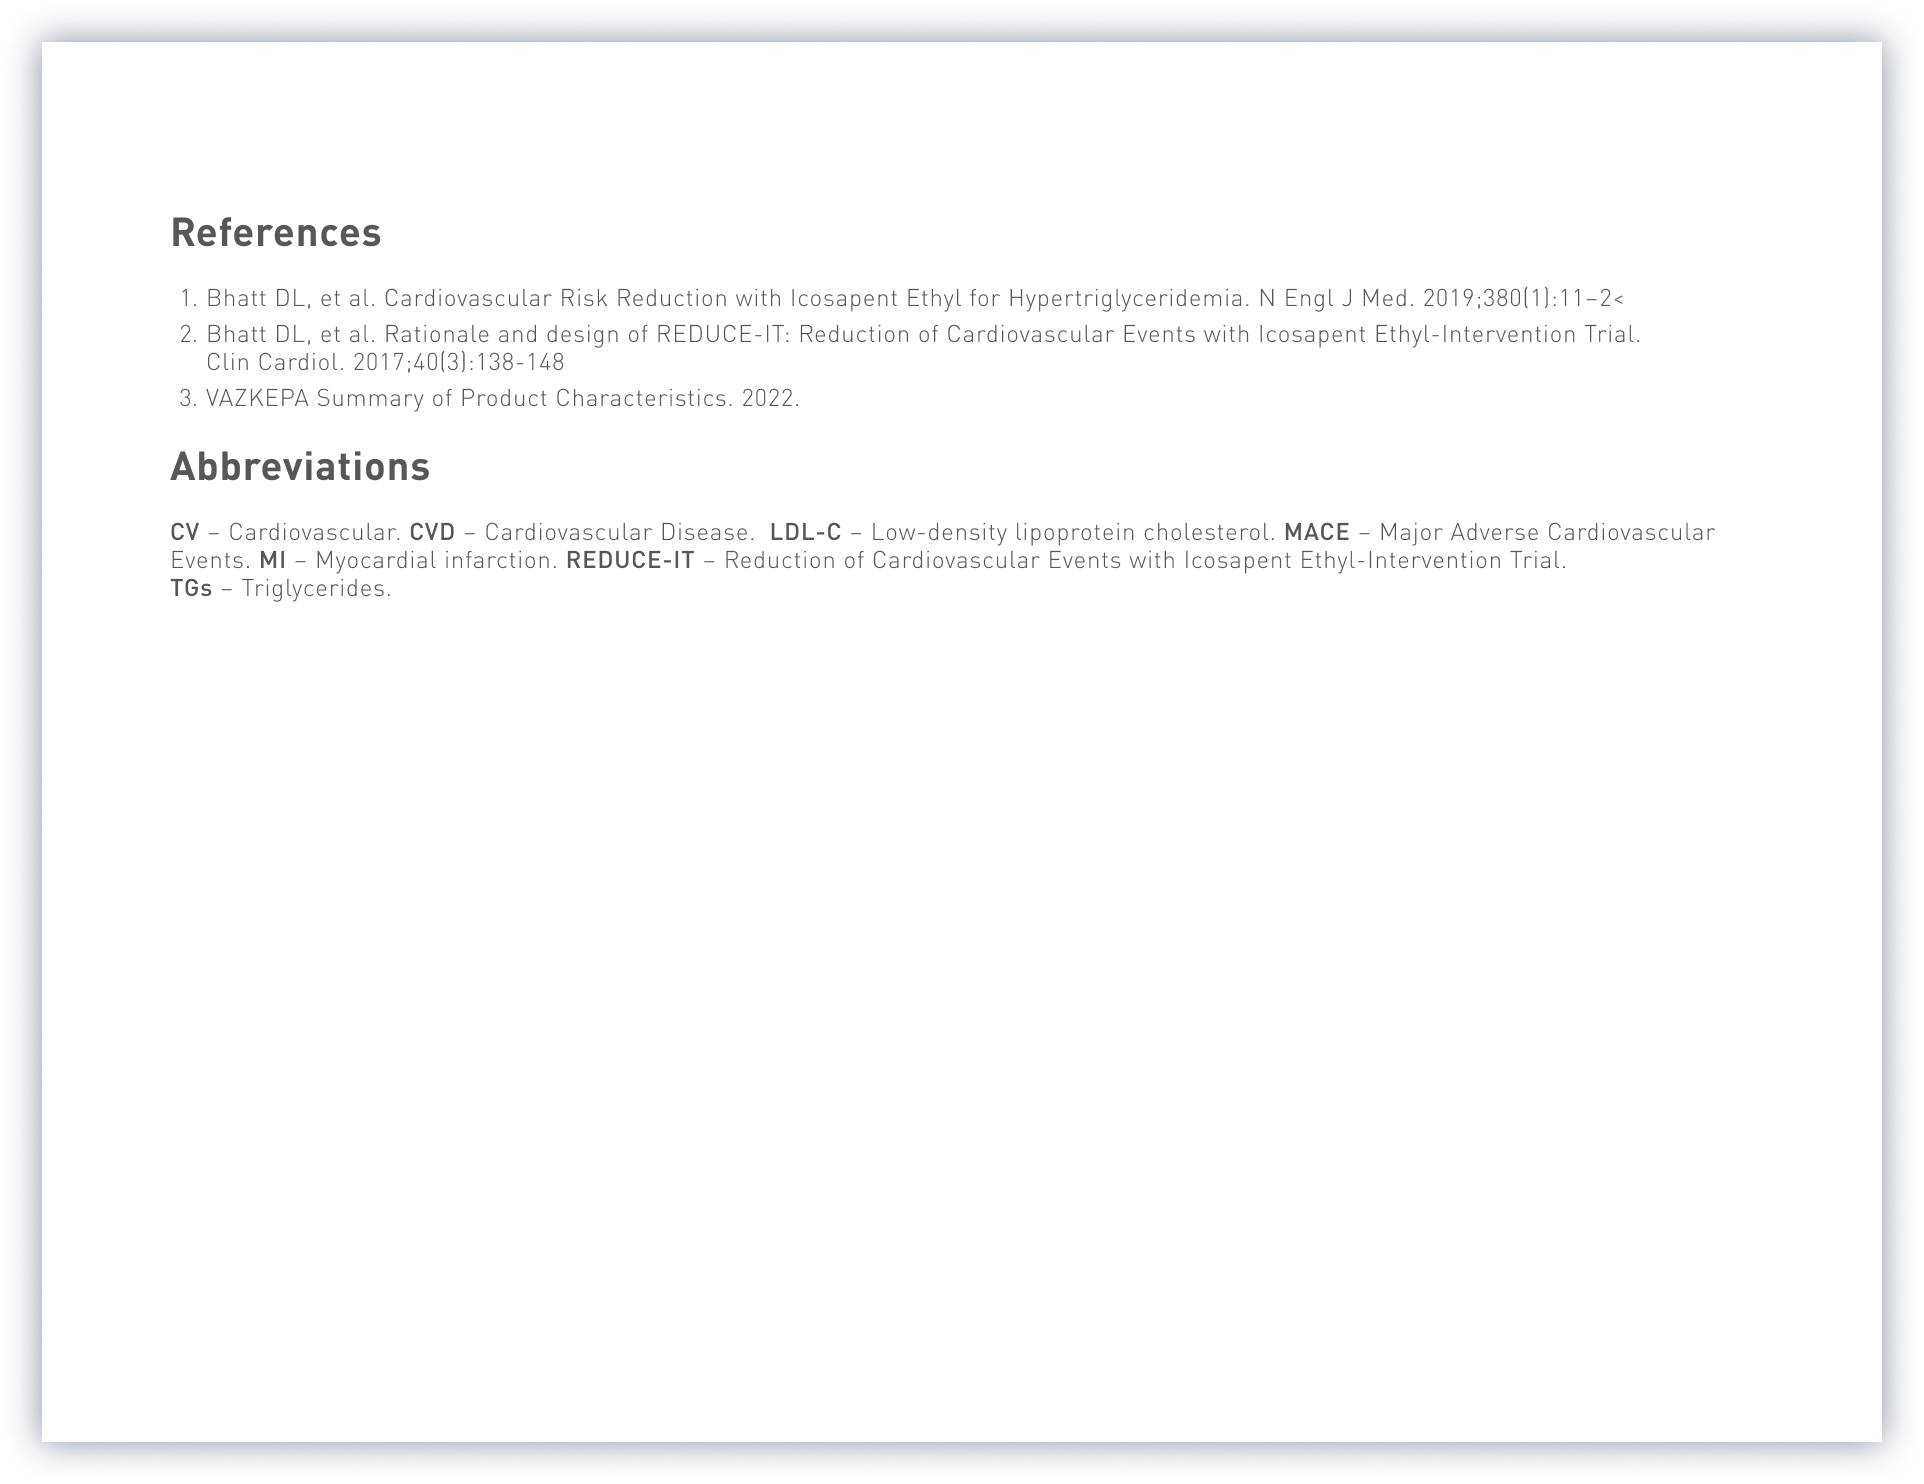 References
1. Bhatt DL, et al. Cardiovascular Risk Reduction with Icosapent Ethyl for Hypertriglyceridemia. N Engl J Med. 2019;380(1):11–2<
2. Bhatt DL, et al. Rationale and design of REDUCE-IT: Reduction of Cardiovascular Events with Icosapent Ethyl-Intervention Trial.
Clin Cardiol. 2017;40(3):138-148
3. VAZKEPA Summary of Product Characteristics. 2022.
Abbreviations
CV – Cardiovascular. CVD – Cardiovascular Disease.  LDL-C – Low-density lipoprotein cholesterol. MACE – Major Adverse Cardiovascular
Events. MI – Myocardial infarction. REDUCE-IT – Reduction of Cardiovascular Events with Icosapent Ethyl-Intervention Trial.
TGs – Triglycerides.